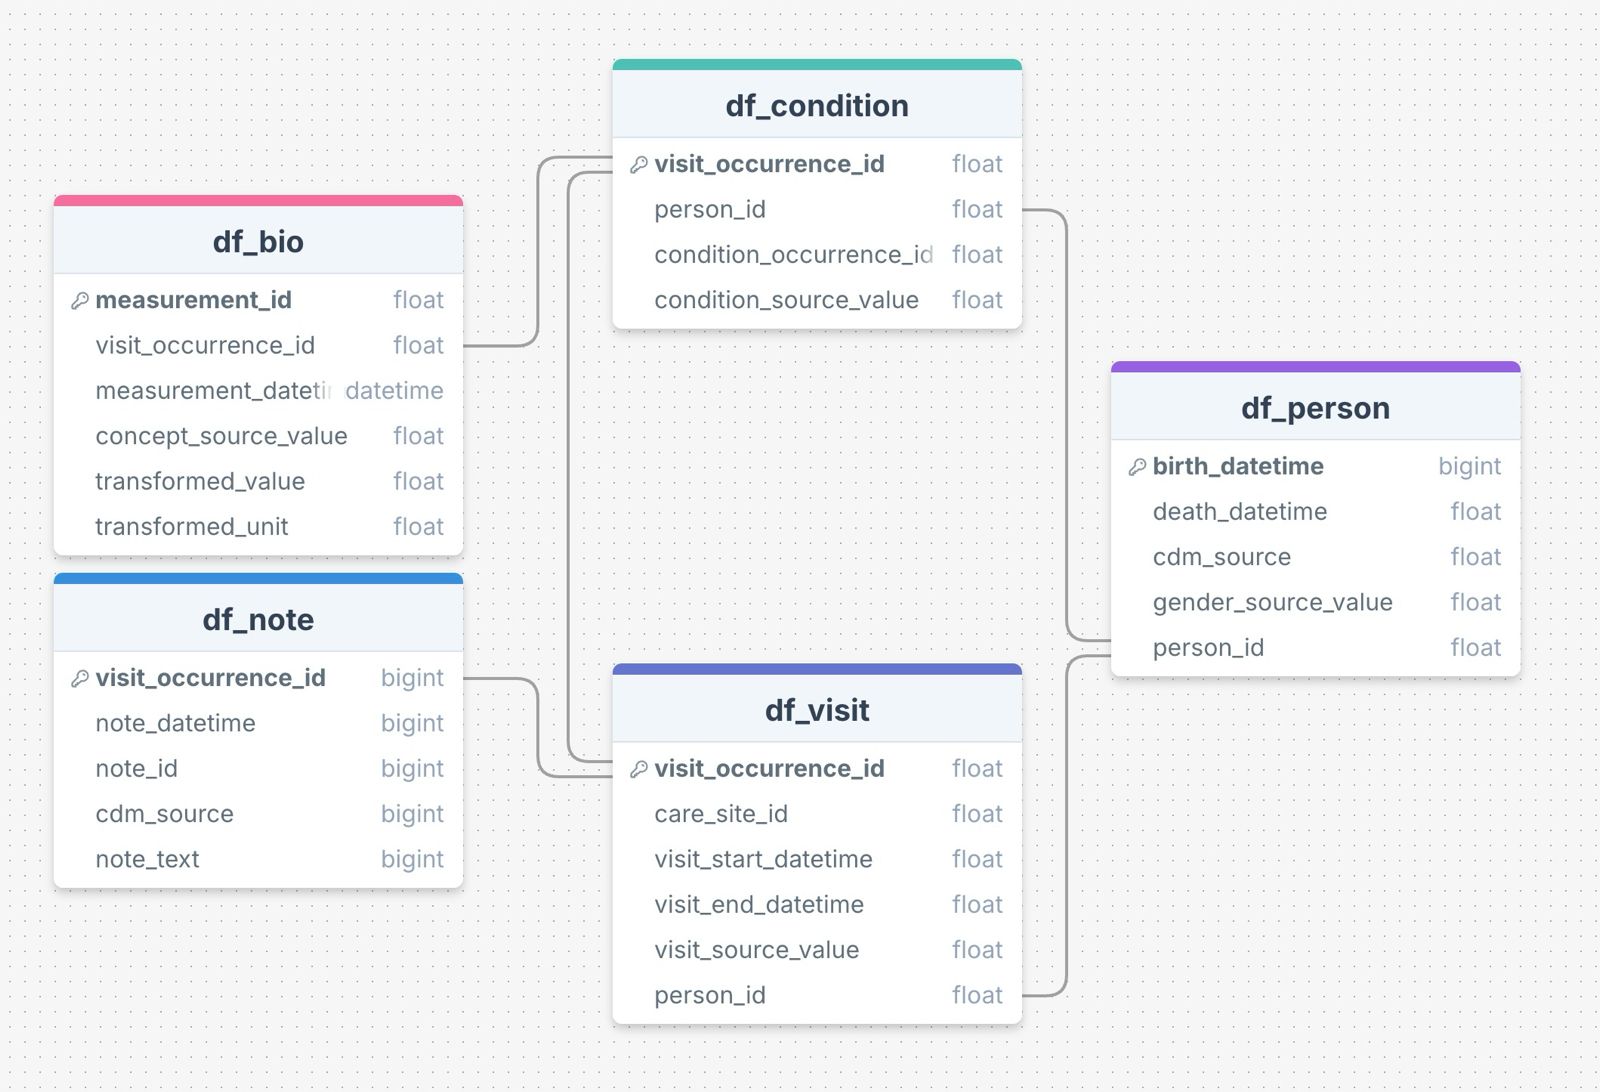 df_condition
visit_occurrence_id float
person_id float
condition_occurrence_id float
condition_source_value float
df_bio
measurement_id float
visit_occurrence_id float
measurement_dateti datetime
concept_source_value float
transformed_value float
transformed_unit float
df_person
birth_datetime bigint
death_datetime float
cdm_source float
gender_source_value float
person_id float
df_note
visit_occurrence_id bigint
note_datetime bigint
note_id bigint
cdm_source bigint
note_text bigint
df_visit
visit_occurrence_id float
care_site_id float
visit_start_datetime float
visit_end_datetime float
visit_source_value float
person_id float